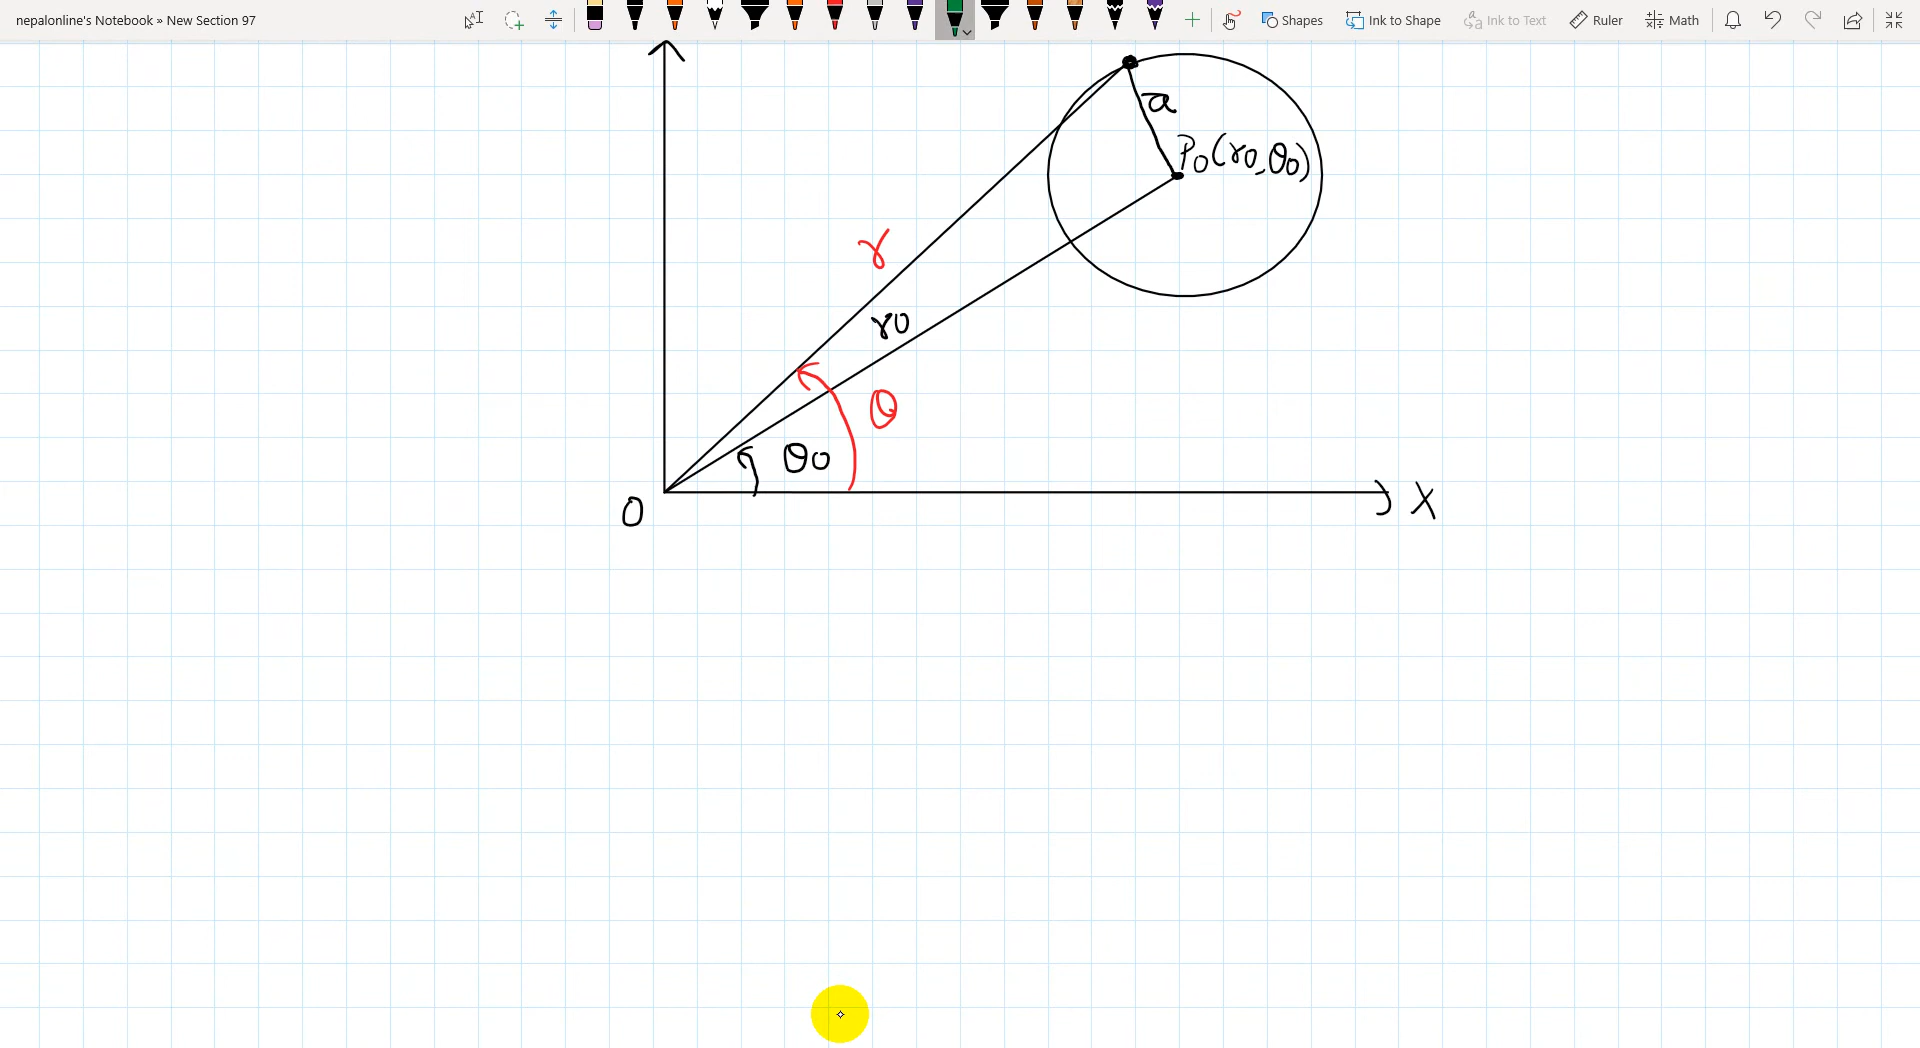 nepalonline's Notebook » New Section 97
Shapes
Ink to Shape
Ink to Text
Ruler
Math
a
P0(r0,θ0)
r
r0
θ
θ0
O
X